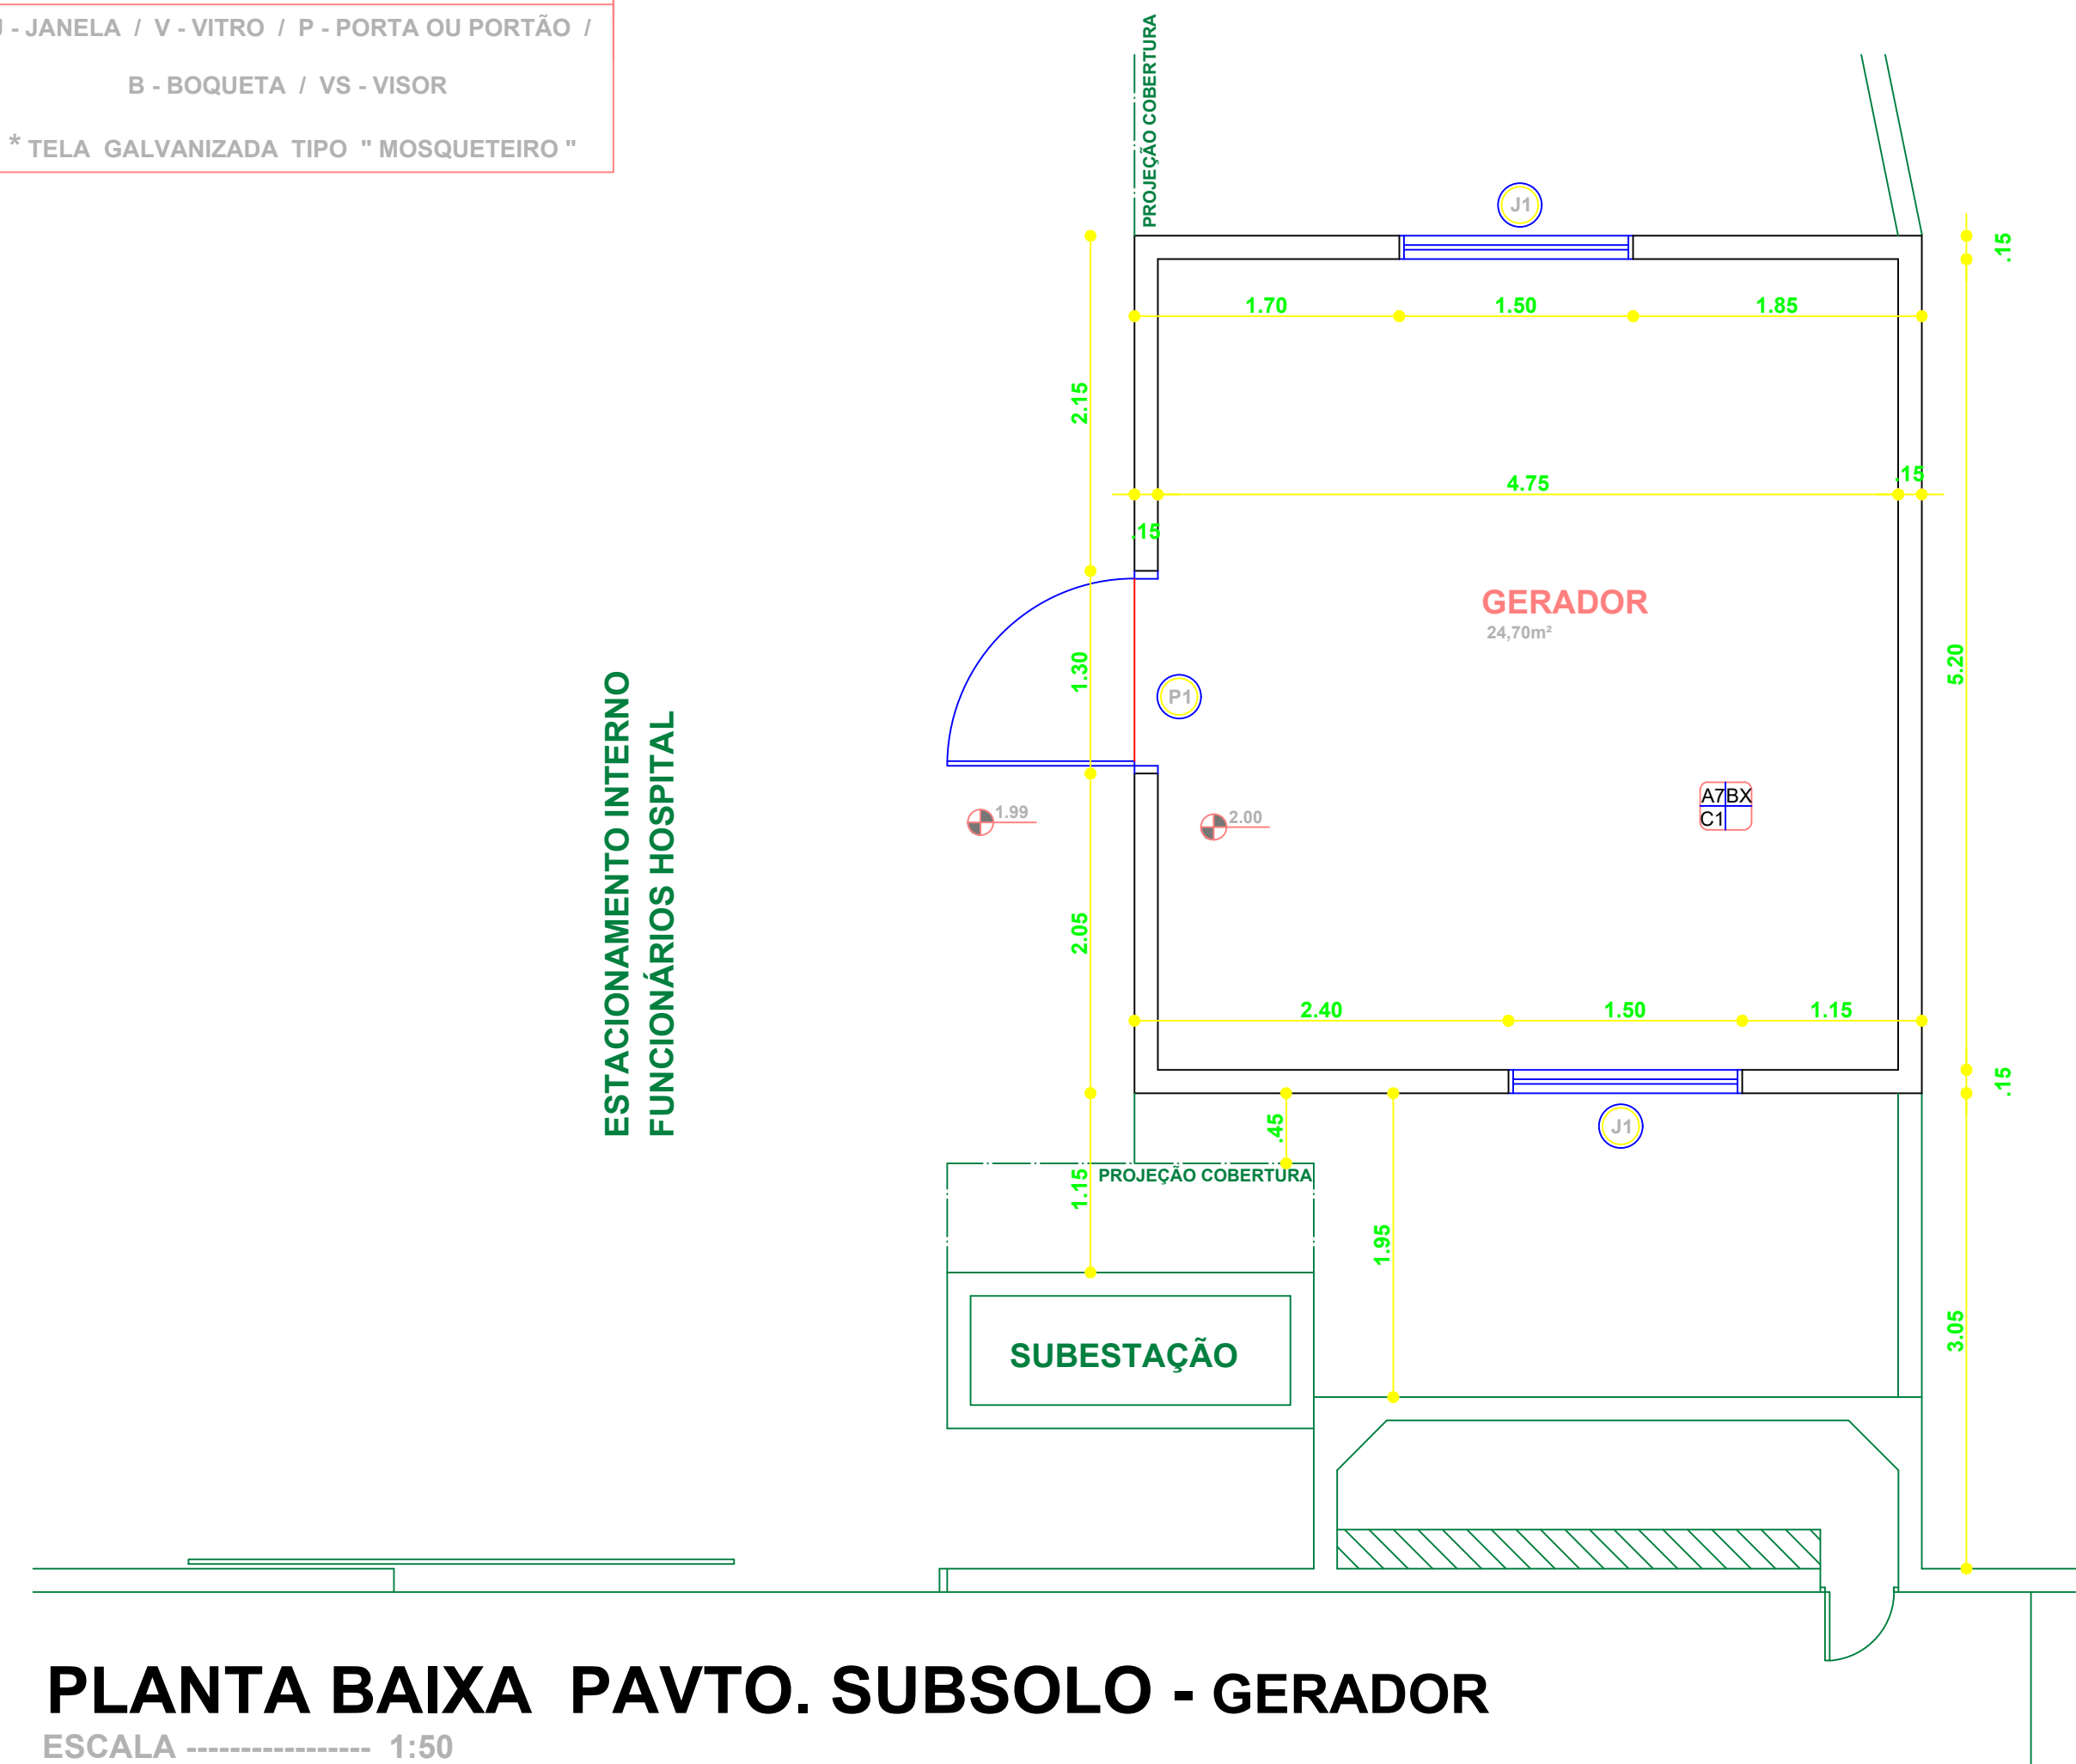 - JANELA / V - VITRO / P - PORTA OU PORTÃO /
B - BOQUETA / VS - VISOR
* TELA GALVANIZADA TIPO " MOSQUETEIRO "
PROJEÇÃO COBERTURA
J1
.15
1.70 1.50 1.85
2.15
4.75
.15
.15
GERADOR
24,70m²
1.30
5.20
P1
A7 BX
C1
1.99
2.00
ESTACIONAMENTO INTERNO
FUNCIONÁRIOS HOSPITAL
2.05
2.40 1.50 1.15
.15
J1
.45
PROJEÇÃO COBERTURA
1.15
1.95
3.05
SUBESTAÇÃO
PLANTA BAIXA PAVTO. SUBSOLO - GERADOR
ESCALA ----------------- 1:50